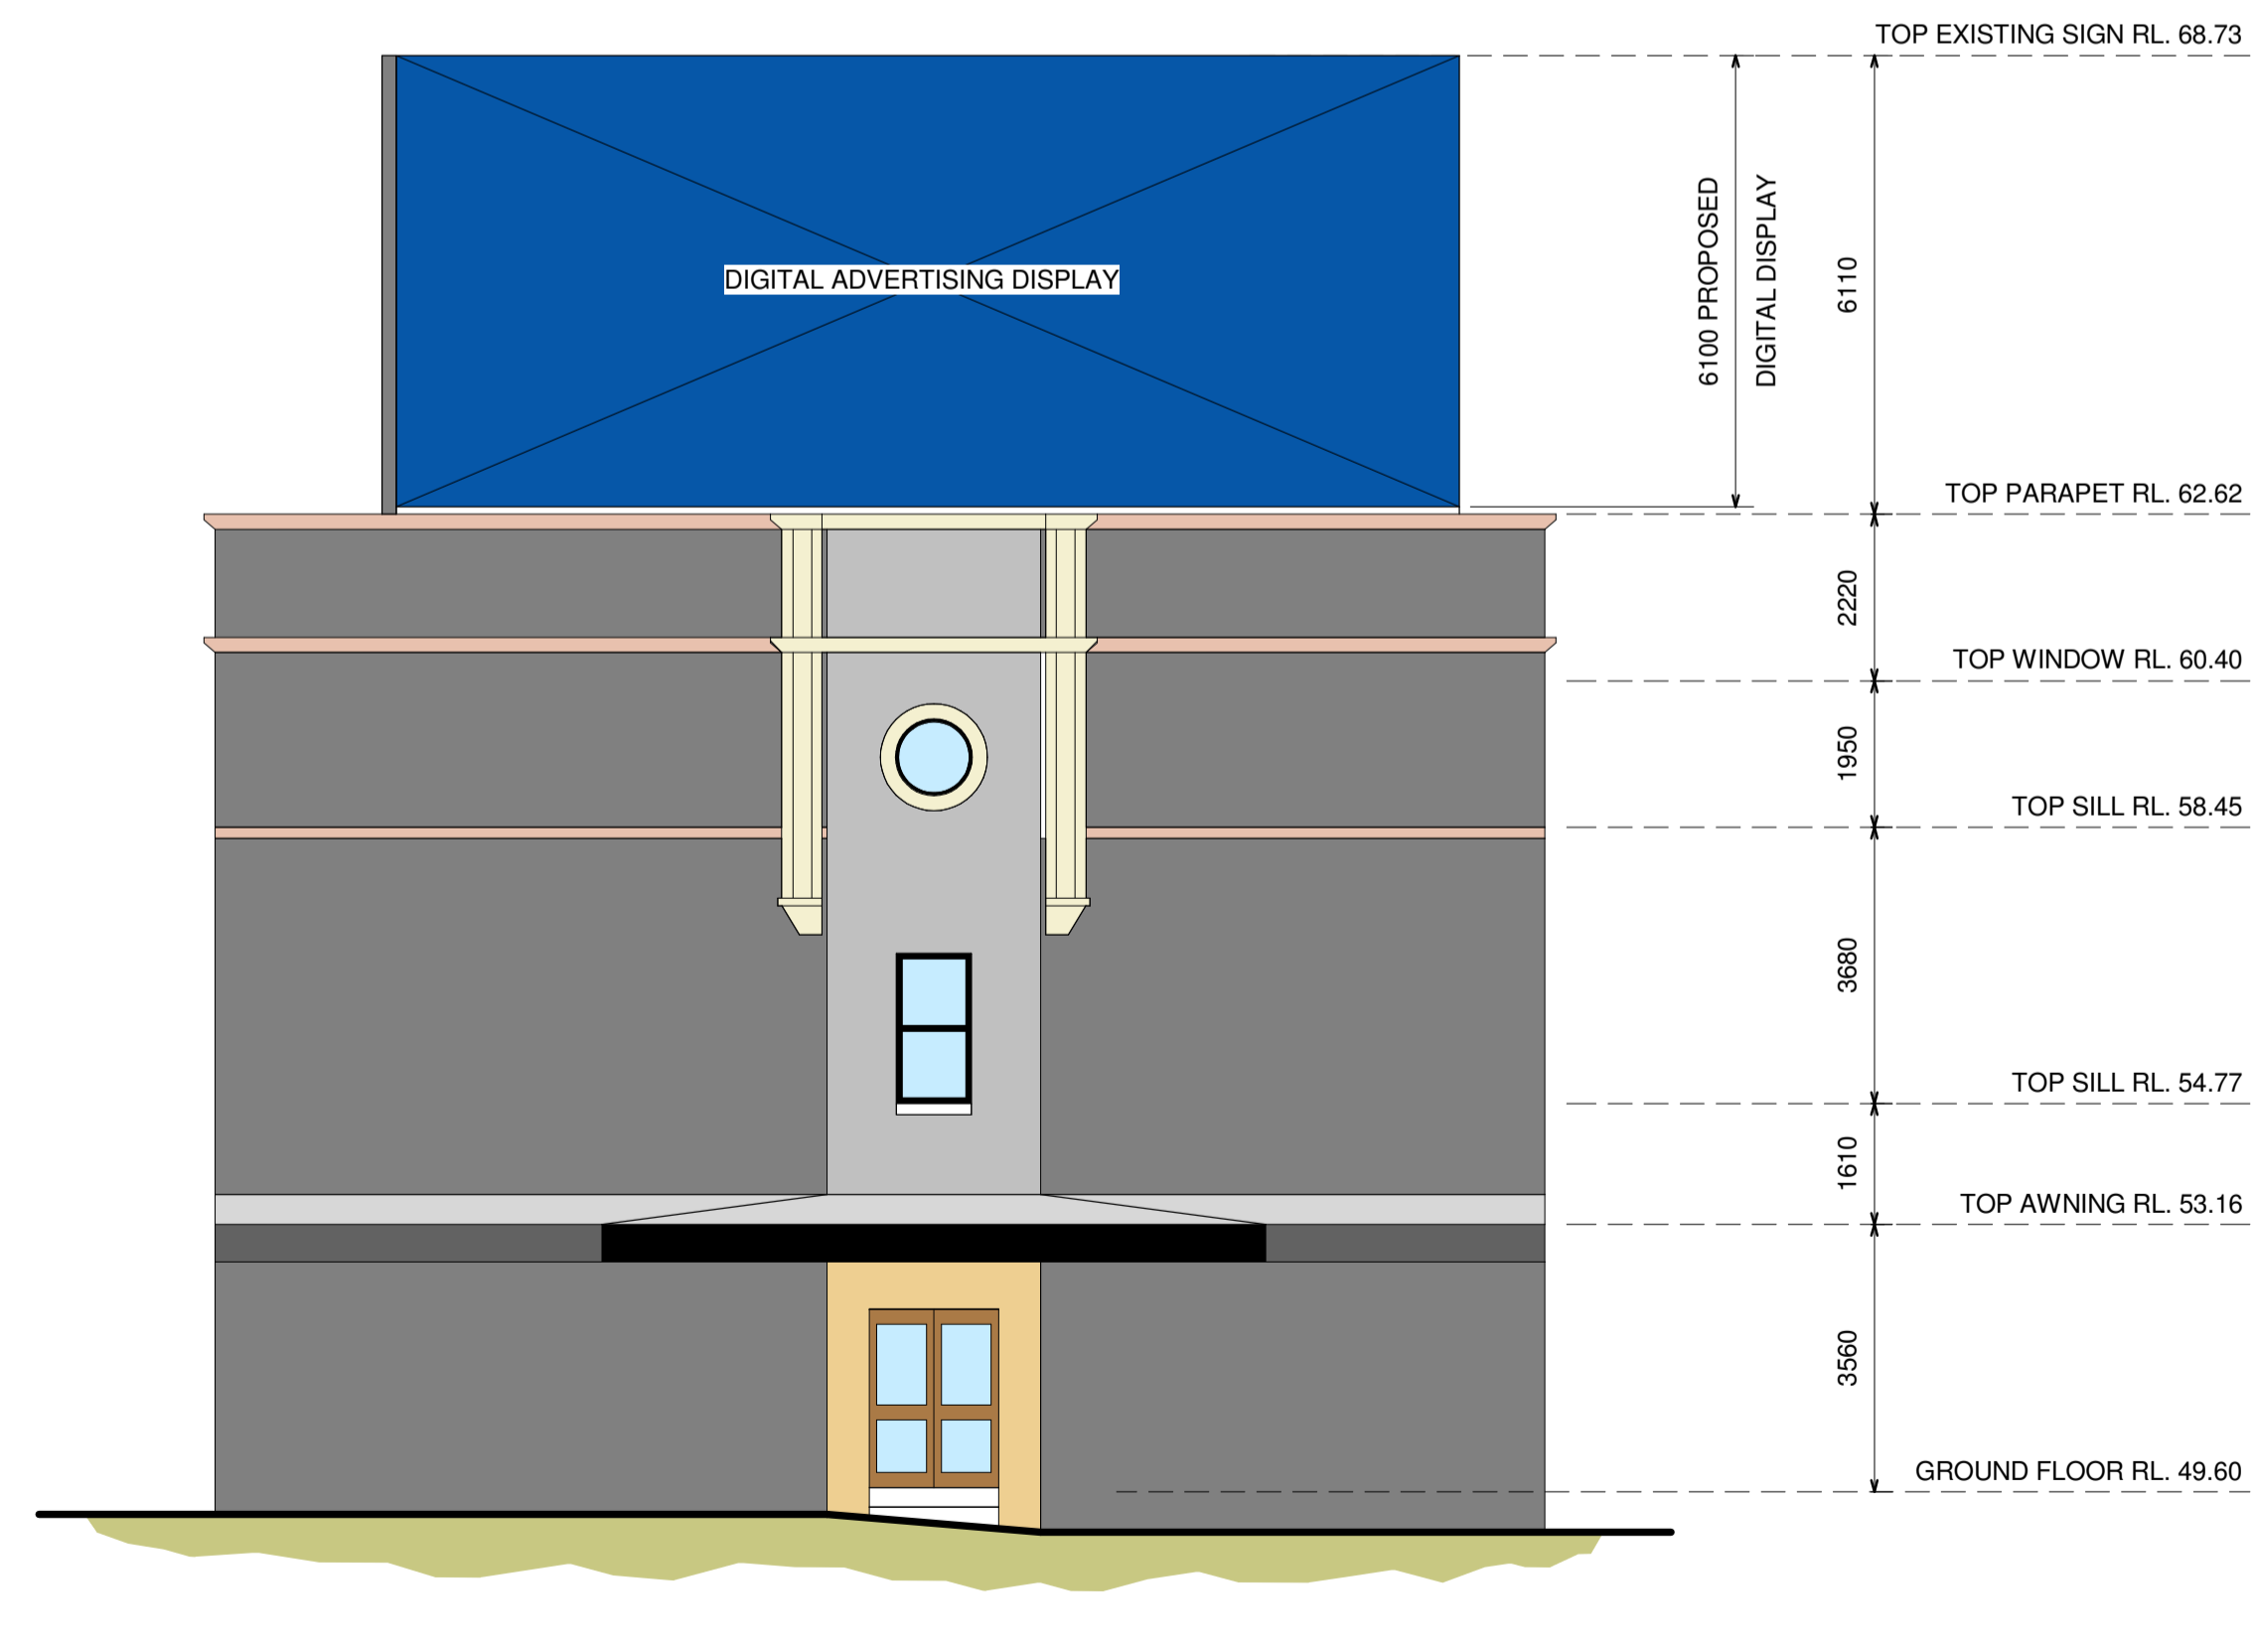 TOP EXISTING SIGN RL. 68.73
DIGITAL ADVERTISING DISPLAY
6100 PROPOSED
DIGITAL DISPLAY
6110
TOP PARAPET RL. 62.62
2220
TOP WINDOW RL. 60.40
1950
TOP SILL RL. 58.45
3680
TOP SILL RL. 54.77
1610
TOP AWNING RL. 53.16
3560
GROUND FLOOR RL. 49.60